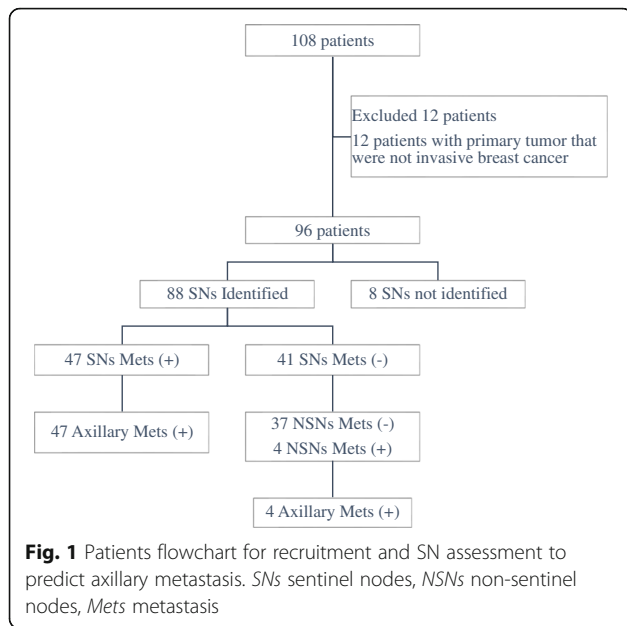 108 patients
Excluded 12 patients
12 patients with primary tumor that
were not invasive breast cancer
96 patients
88 SNs Identified
8 SNs not identified
47 SNs Mets (+)
41 SNs Mets (-)
47 Axillary Mets (+)
37 NSNs Mets (-)
4 NSNs Mets (+)
4 Axillary Mets (+)
Fig. 1 Patients flowchart for recruitment and SN assessment to
predict axillary metastasis. SNs sentinel nodes, NSNs non-sentinel
nodes, Mets metastasis